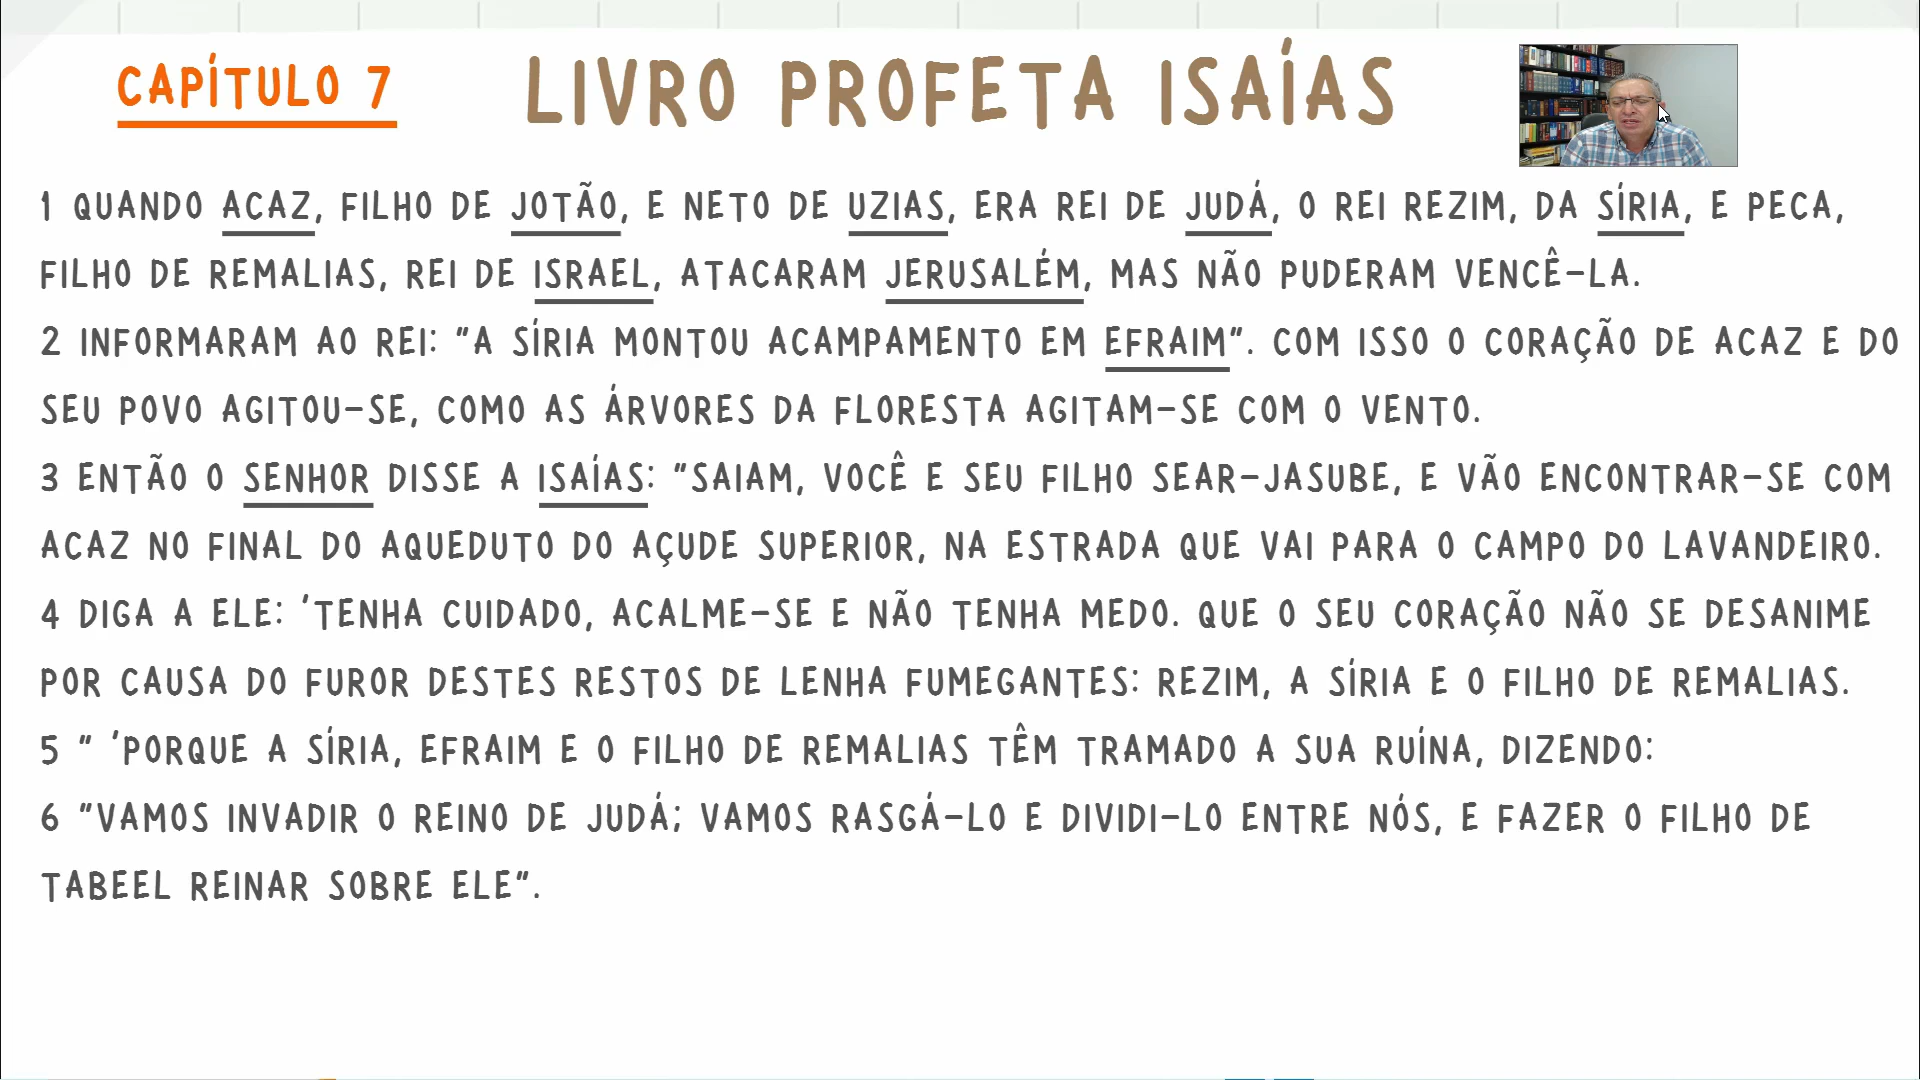 CAPÍTULO 7
LIVRO PROFETA ISAÍAS
1 QUANDO ACAZ, FILHO DE JOTÃO, E NETO DE UZIAS, ERA REI DE JUDÁ, O REI REZIM, DA SÍRIA, E PECA,
FILHO DE REMALIAS, REI DE ISRAEL, ATACARAM JERUSALÉM, MAS NÃO PUDERAM VENCÊ-LA.
2 INFORMARAM AO REI: "A SÍRIA MONTOU ACAMPAMENTO EM EFRAIM". COM ISSO O CORAÇÃO DE ACAZ E DO
SEU POVO AGITOU-SE, COMO AS ÁRVORES DA FLORESTA AGITAM-SE COM O VENTO.
3 ENTÃO O SENHOR DISSE A ISAÍAS: "SAIAM, VOCÊ E SEU FILHO SEAR-JASUBE, E VÃO ENCONTRAR-SE COM
ACAZ NO FINAL DO AQUEDUTO DO AÇUDE SUPERIOR, NA ESTRADA QUE VAI PARA O CAMPO DO LAVANDEIRO.
4 DIGA A ELE: 'TENHA CUIDADO, ACALME-SE E NÃO TENHA MEDO. QUE O SEU CORAÇÃO NÃO SE DESANIME
POR CAUSA DO FUROR DESTES RESTOS DE LENHA FUMEGANTES: REZIM, A SÍRIA E O FILHO DE REMALIAS.
5 " 'PORQUE A SÍRIA, EFRAIM E O FILHO DE REMALIAS TÊM TRAMADO A SUA RUÍNA, DIZENDO:
6 "VAMOS INVADIR O REINO DE JUDÁ; VAMOS RASGÁ-LO E DIVIDI-LO ENTRE NÓS, E FAZER O FILHO DE
TABEEL REINAR SOBRE ELE".